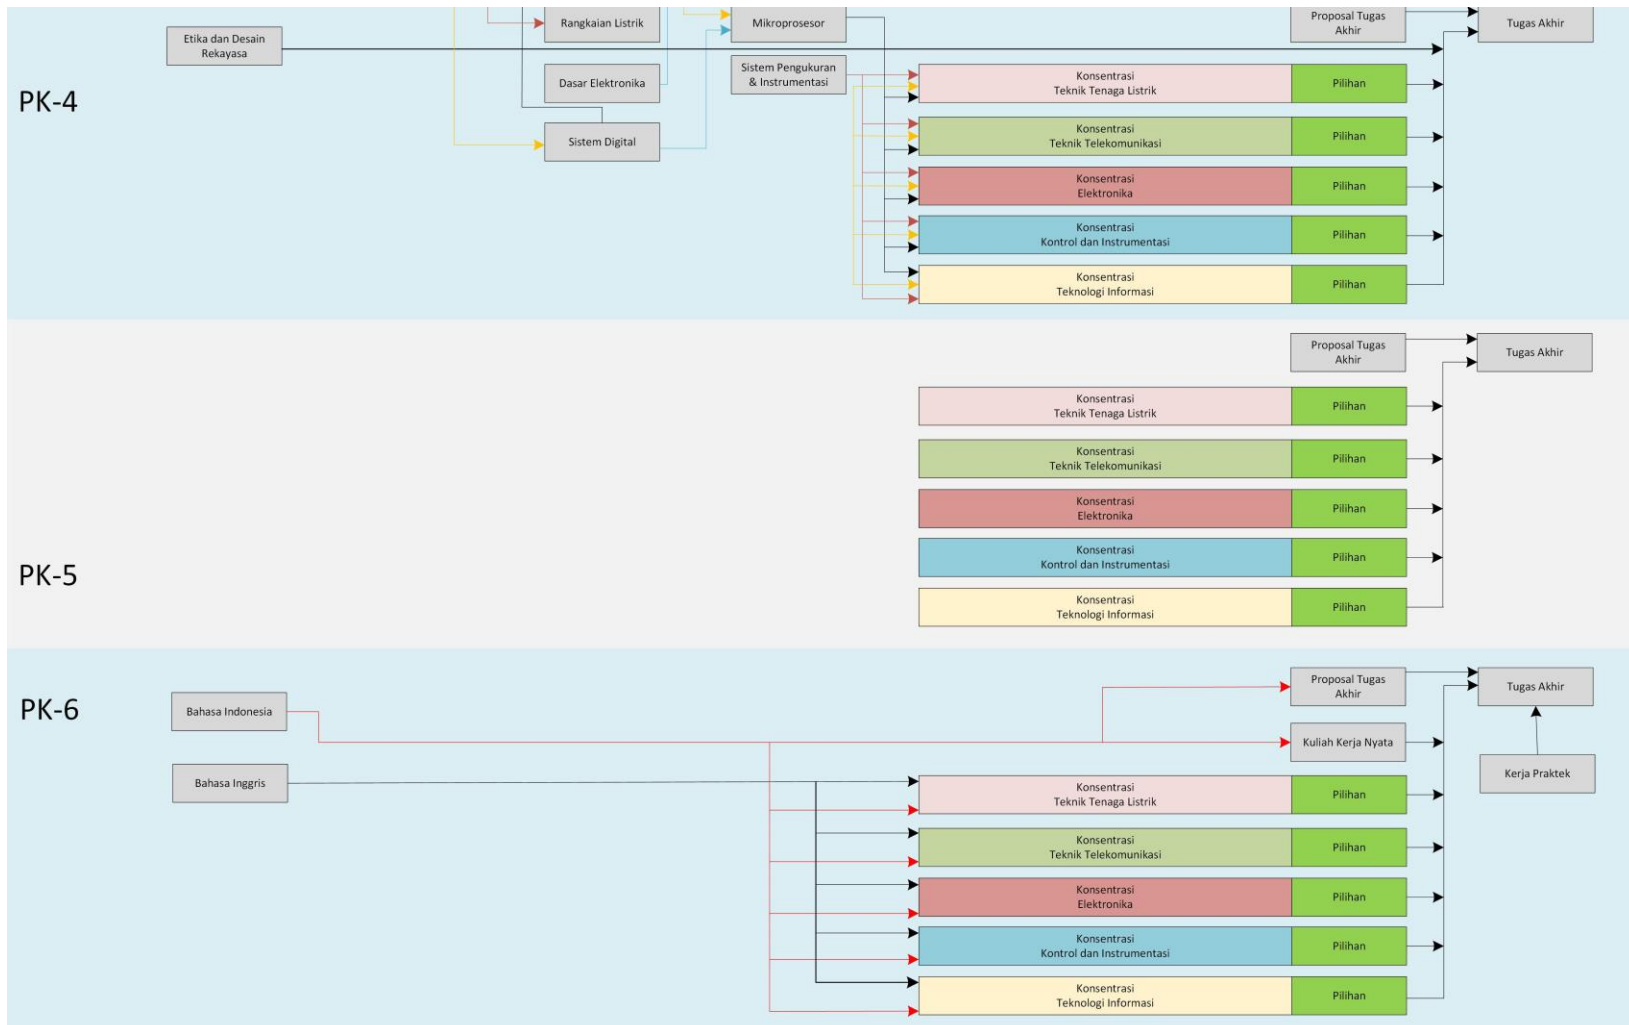 Rangkaian Listrik
Mikroprosesor
Proposal Tugas
Akhir
Tugas Akhir
Etika dan Desain
Rekayasa
PK-4
Dasar Elektronika
Sistem Pengukuran
& Instrumentasi
Konsentrasi
Teknik Tenaga Listrik
Pilihan
Sistem Digital
Konsentrasi
Teknik Telekomunikasi
Pilihan
Konsentrasi
Elektronika
Pilihan
Konsentrasi
Kontrol dan Instrumentasi
Pilihan
Konsentrasi
Teknologi Informasi
Pilihan
PK-5
Proposal Tugas
Akhir
Tugas Akhir
Konsentrasi
Teknik Tenaga Listrik
Pilihan
Konsentrasi
Teknik Telekomunikasi
Pilihan
Konsentrasi
Elektronika
Pilihan
Konsentrasi
Kontrol dan Instrumentasi
Pilihan
Konsentrasi
Teknologi Informasi
Pilihan
PK-6
Bahasa Indonesia
Proposal Tugas
Akhir
Tugas Akhir
Kuliah Kerja Nyata
Bahasa Inggris
Kerja Praktek
Konsentrasi
Teknik Tenaga Listrik
Pilihan
Konsentrasi
Teknik Telekomunikasi
Pilihan
Konsentrasi
Elektronika
Pilihan
Konsentrasi
Kontrol dan Instrumentasi
Pilihan
Konsentrasi
Teknologi Informasi
Pilihan